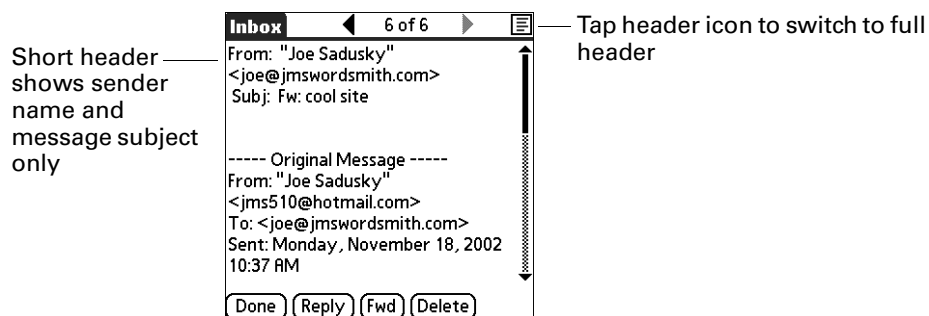 Inbox
6 of 6
Tap header icon to switch to full
header
Short header
shows sender
name and
message subject
only
From: "Joe Sadusky"
<joe@jmswordsmith.com>
Subj: Fw: cool site
----- Original Message -----
From: "Joe Sadusky"
<jms510@hotmail.com>
To: <joe@jmswordsmith.com>
Sent: Monday, November 18, 2002
10:37 AM
Done Reply Fwd Delete